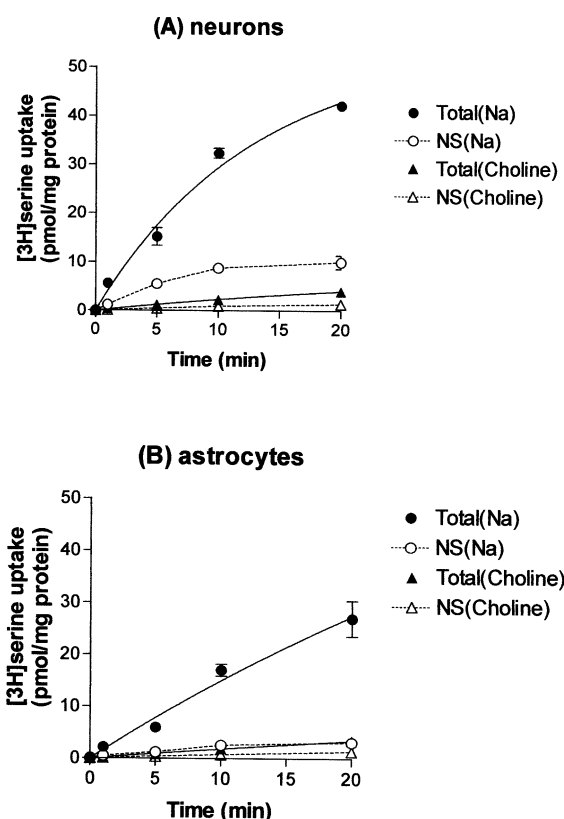 (A) neurons
[3H]serine uptake
(pmol/mg protein)
50
40
30
20
10
0
0
5
10
15
20
Time (min)
Total(Na)
NS(Na)
Total(Choline)
NS(Choline)
(B) astrocytes
[3H]serine uptake
(pmol/mg protein)
50
40
30
20
10
0
0
5
10
15
20
Time (min)
Total(Na)
NS(Na)
Total(Choline)
NS(Choline)